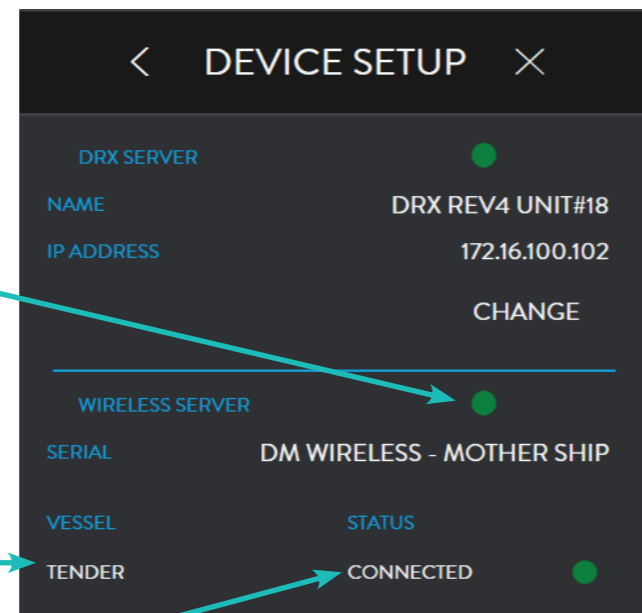 DEVICE SETUP
DRX SERVER
NAME DRX REV4 UNIT#18
IP ADDRESS 172.16.100.102
CHANGE
WIRELESS SERVER
SERIAL DM WIRELESS - MOTHER SHIP
VESSEL STATUS
TENDER CONNECTED